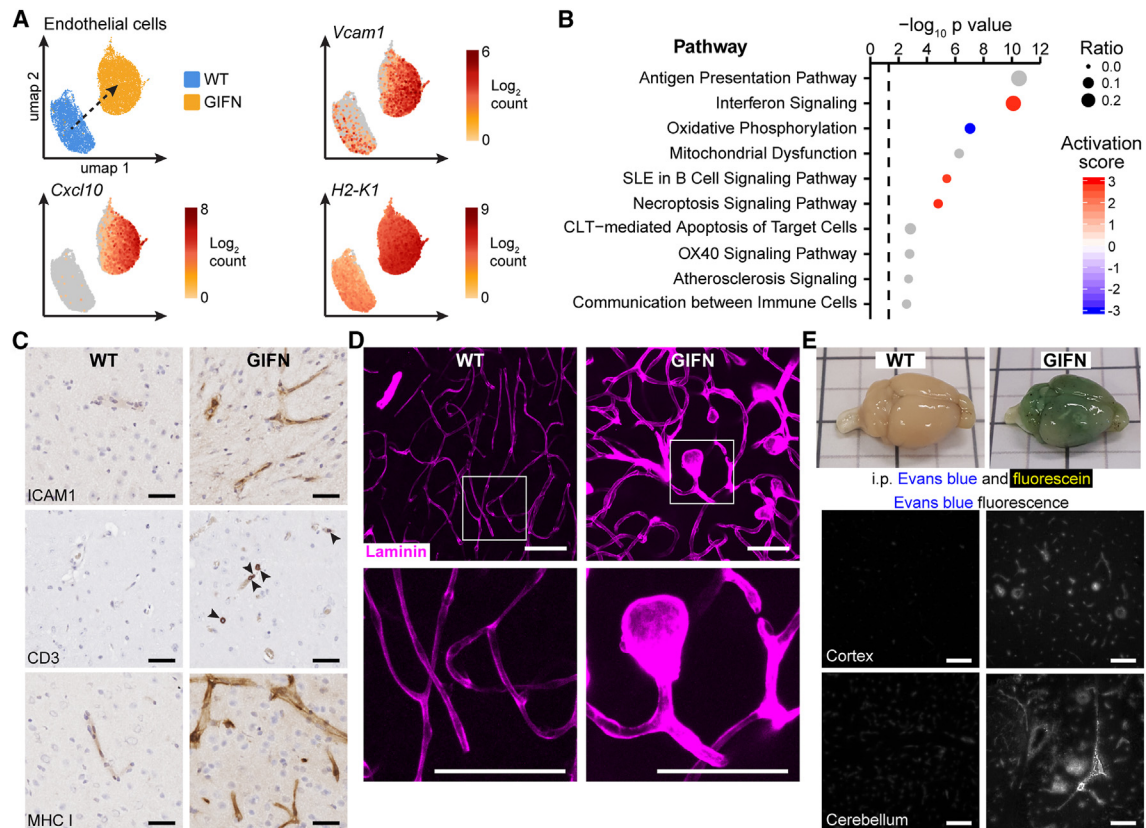 A
Endothelial cells
umap 2
umap 1
WT
GIFN
Vcam1
6
Log2
count
0
Cxcl10
8
Log2
count
0
H2-K1
9
Log2
count
0
B
−log10 p value
Pathway
0 2 4 6 8 10 12
Antigen Presentation Pathway
Interferon Signaling
Oxidative Phosphorylation
Mitochondrial Dysfunction
SLE in B Cell Signaling Pathway
Necroptosis Signaling Pathway
CLT−mediated Apoptosis of Target Cells
OX40 Signaling Pathway
Atherosclerosis Signaling
Communication between Immune Cells
Ratio
0.0
0.1
0.2
Activation
score
3
2
1
0
-1
-2
-3
C
WT GIFN
ICAM1
CD3
MHC I
D
WT GIFN
Laminin
E
WT GIFN
i.p. Evans blue and fluorescein
Evans blue fluorescence
Cortex
Cerebellum